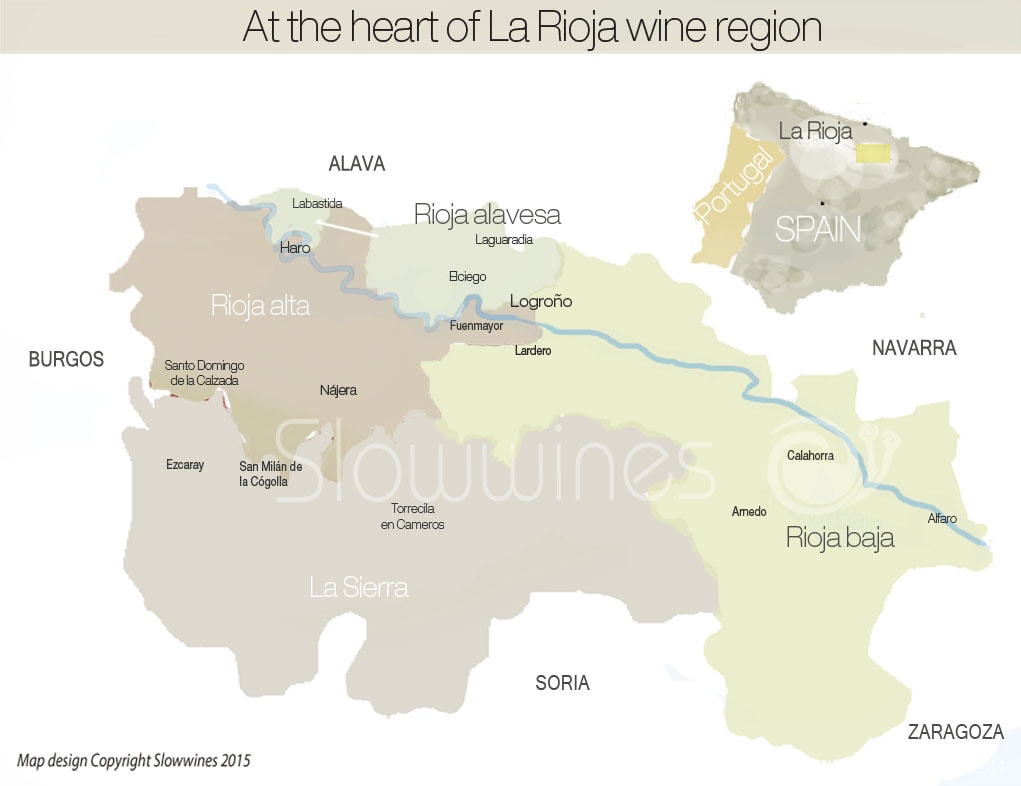 At the heart of La Rioja wine region
La Rioja
Portugal
SPAIN
ALAVA
Labastida
Rioja alavesa
Laguaradia
Haro
Elciego
Rioja alta
Logroño
Fuenmayor
Lardero
NAVARRA
BURGOS
Santo Domingo
de la Calzada
Nájera
Slowwines
Calahorra
Ezcaray
San Milán de
la Cógolla
Torrecila
en Cameros
Arnedo
Alfaro
Rioja baja
La Sierra
SORIA
ZARAGOZA
Map design Copyright Slowwines 2015